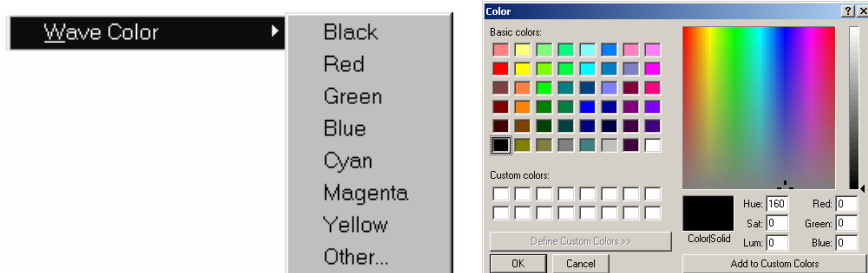 Wave Color
Black
Red
Green
Blue
Cyan
Magenta
Yellow
Other...
Color
Basic colors:
Custom colors:
Define Custom Colors >>
OK Cancel
Color|Solid
Hue: 160 Red: 0
Sat: 0 Green: 0
Lum: 0 Blue: 0
Add to Custom Colors